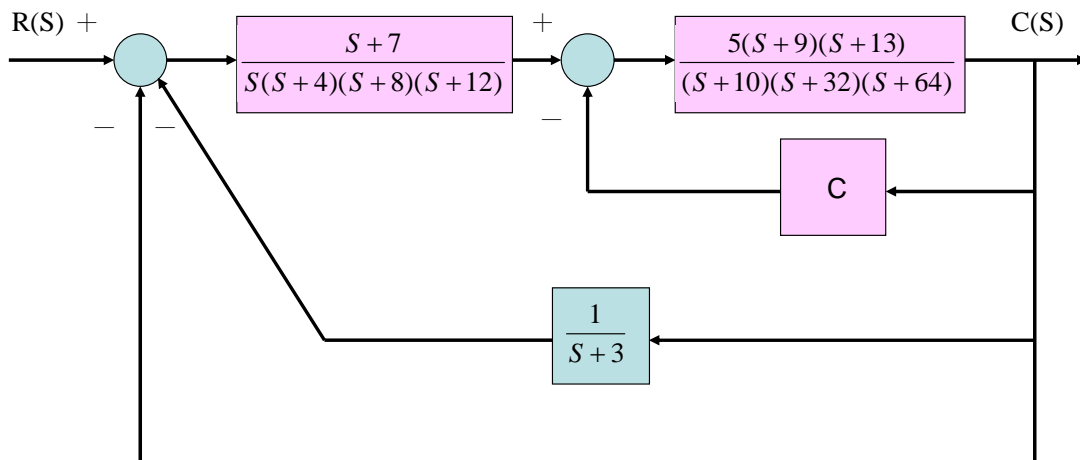 R(S) + + C(S)
S + 7
S(S + 4)(S + 8)(S + 12)
5(S + 9)(S + 13)
(S + 10)(S + 32)(S + 64)
− − −
C
1
S + 3